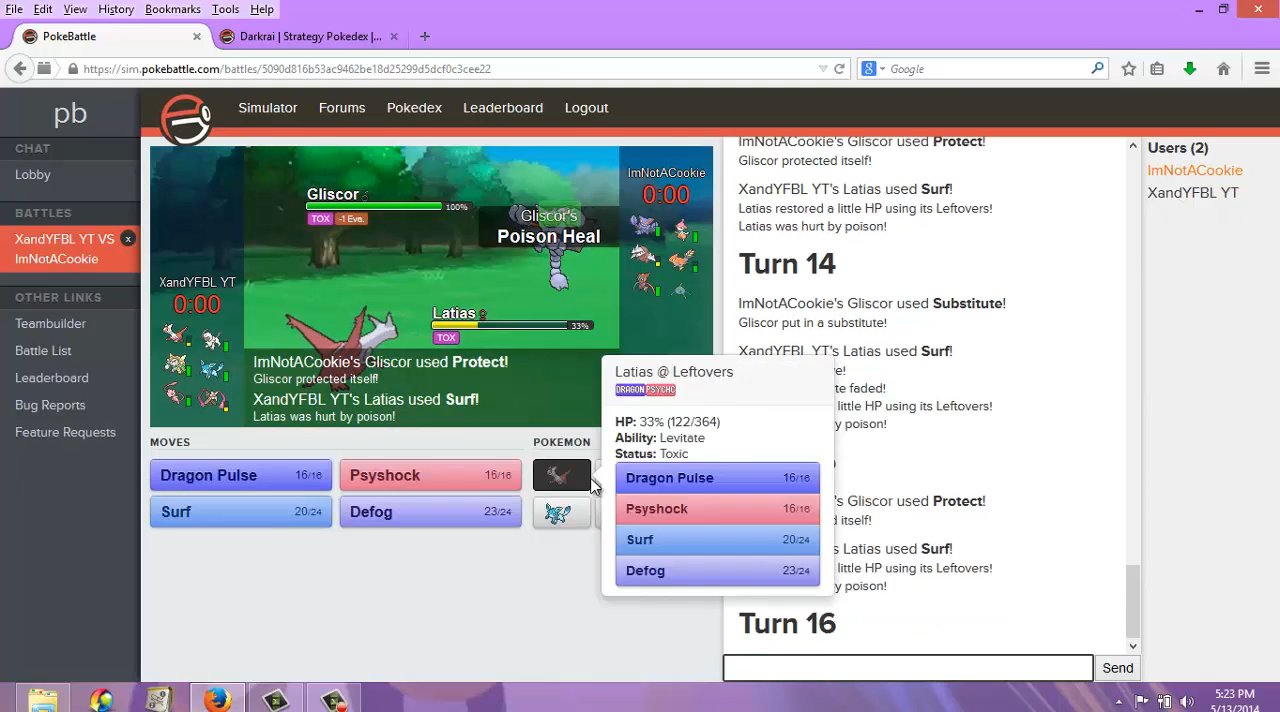 File Edit View History Bookmarks Tools Help
PokeBattle
Darkrai | Strategy Pokedex |...
https://sim.pokebattle.com/battles/5090d816b53ac9462be18d25299d5dcf0c3cee22
Google
pb
Simulator Forums Pokedex Leaderboard Logout
CHAT
Lobby
BATTLES
XandYFBL YT VS
ImNotACookie
x
OTHER LINKS
Teambuilder
Battle List
Leaderboard
Bug Reports
Feature Requests
XandYFBL YT
0:00
Gliscor
100%
TOX -1 Eva.
Gliscor's
Poison Heal
Latias
33%
TOX
ImNotACookie
0:00
ImNotACookie's Gliscor used Protect!
Gliscor protected itself!
XandYFBL YT's Latias used Surf!
Latias was hurt by poison!
MOVES
Dragon Pulse 16/16
Psyshock 16/16
Surf 20/24
Defog 23/24
POKEMON
Latias @ Leftovers
DRAGON PSYCHC
HP: 33% (122/364)
Ability: Levitate
Status: Toxic
Dragon Pulse 16/16
Psyshock 16/16
Surf 20/24
Defog 23/24
ImNotACookie's Gliscor used Protect!
Gliscor protected itself!
XandYFBL YT's Latias used Surf!
Latias restored a little HP using its Leftovers!
Latias was hurt by poison!
Turn 14
ImNotACookie's Gliscor used Substitute!
Gliscor put in a substitute!
XandYFBL YT's Latias used Surf!
ve!
te faded!
little HP using its Leftovers!
y poison!
s Gliscor used Protect!
d itself!
s Latias used Surf!
little HP using its Leftovers!
y poison!
Turn 16
Send
Users (2)
ImNotACookie
XandYFBL YT
5:23 PM
5/13/2014